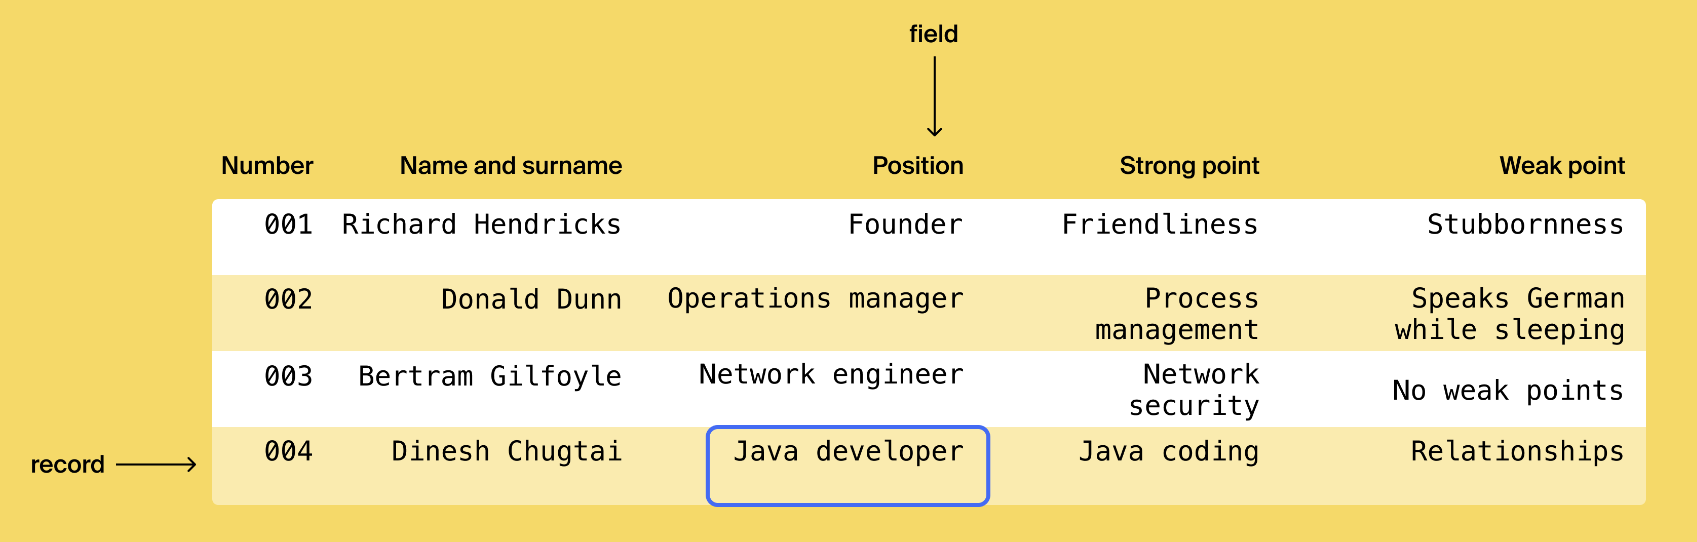 field
Number Name and surname Position Strong point Weak point
001 Richard Hendricks Founder Friendliness Stubbornness
002 Donald Dunn Operations manager Process management Speaks German while sleeping
003 Bertram Gilfoyle Network engineer Network security No weak points
record 004 Dinesh Chugtai Java developer Java coding Relationships